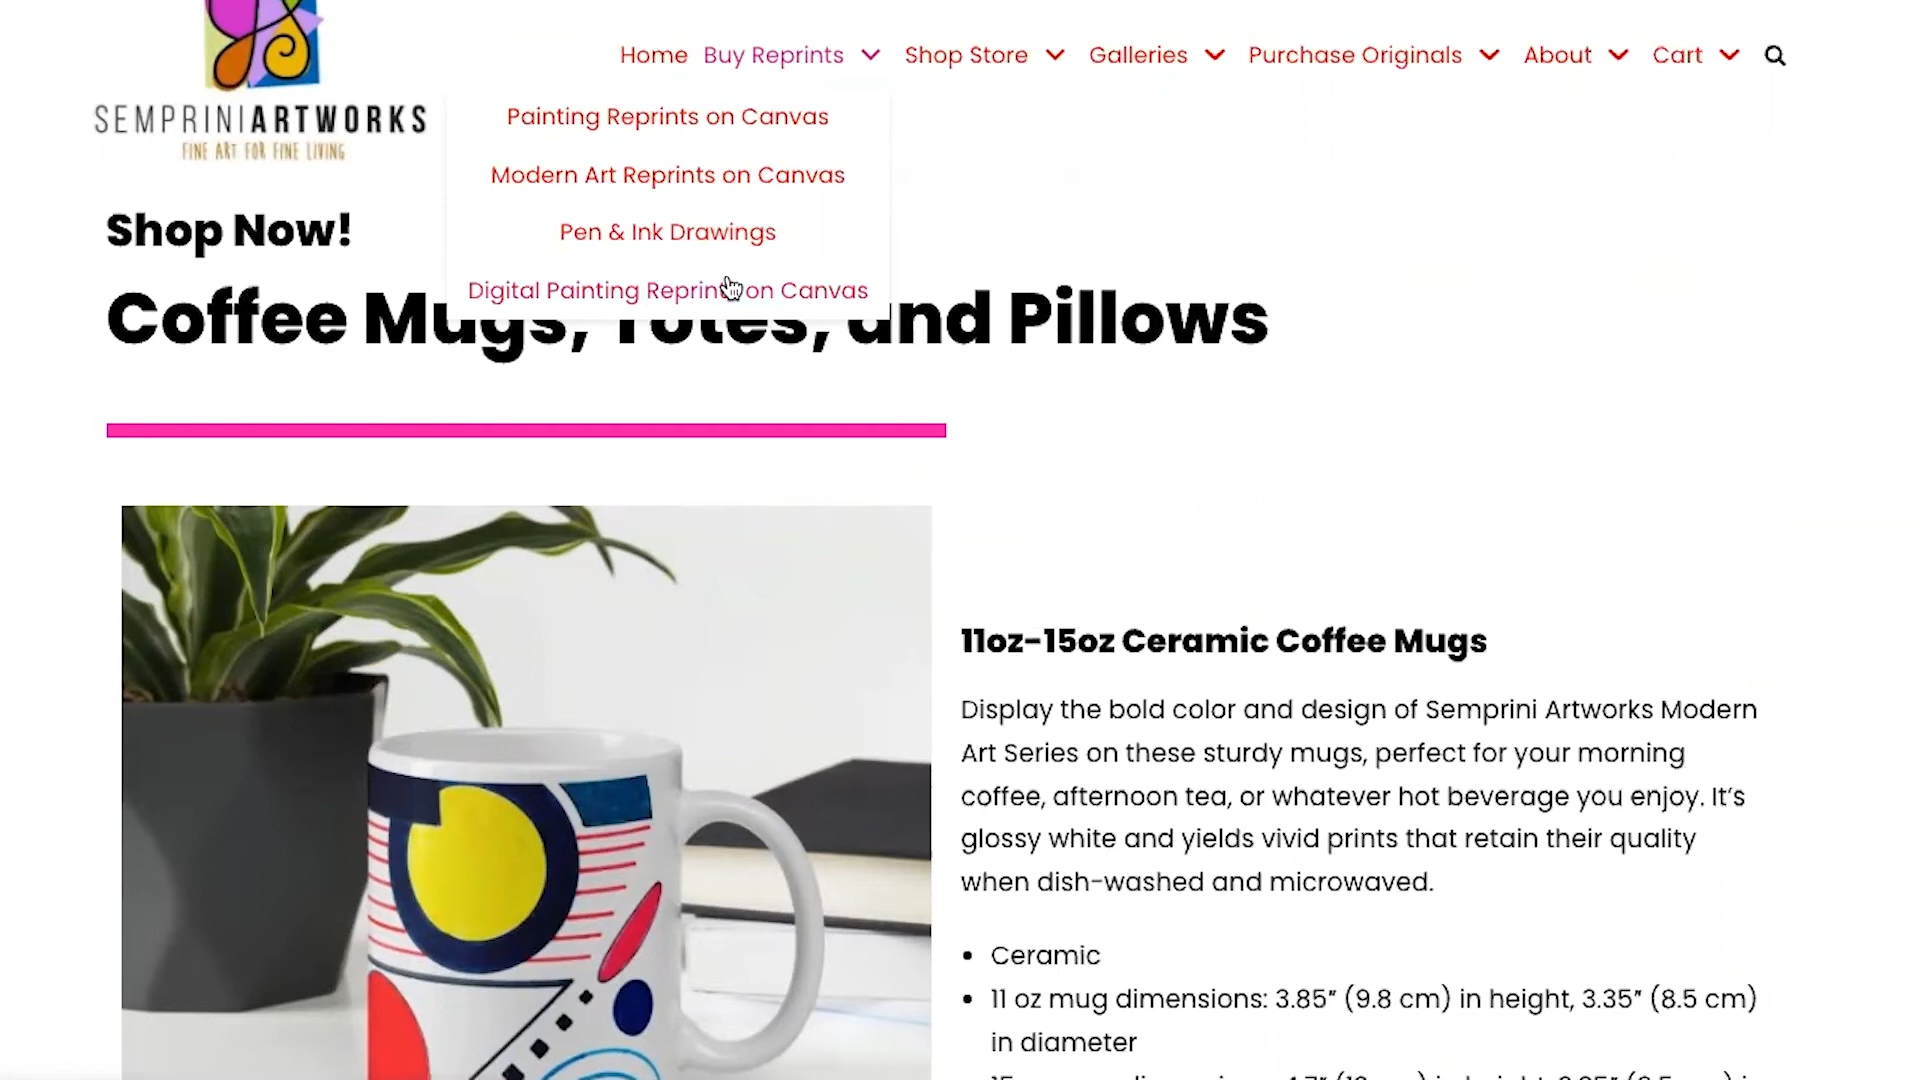 SEMPRINIARTWORKS
FINE ART FOR FINE LIVING
Home Buy Reprints Shop Store Galleries Purchase Originals About Cart
Painting Reprints on Canvas
Modern Art Reprints on Canvas
Pen & Ink Drawings
Digital Painting Reprints on Canvas
Shop Now!
Coffee Mugs, Totes, and Pillows
11oz-15oz Ceramic Coffee Mugs
Display the bold color and design of Semprini Artworks Modern
Art Series on these sturdy mugs, perfect for your morning
coffee, afternoon tea, or whatever hot beverage you enjoy. It’s
glossy white and yields vivid prints that retain their quality
when dish-washed and microwaved.
• Ceramic
• 11 oz mug dimensions: 3.85″ (9.8 cm) in height, 3.35″ (8.5 cm)
in diameter